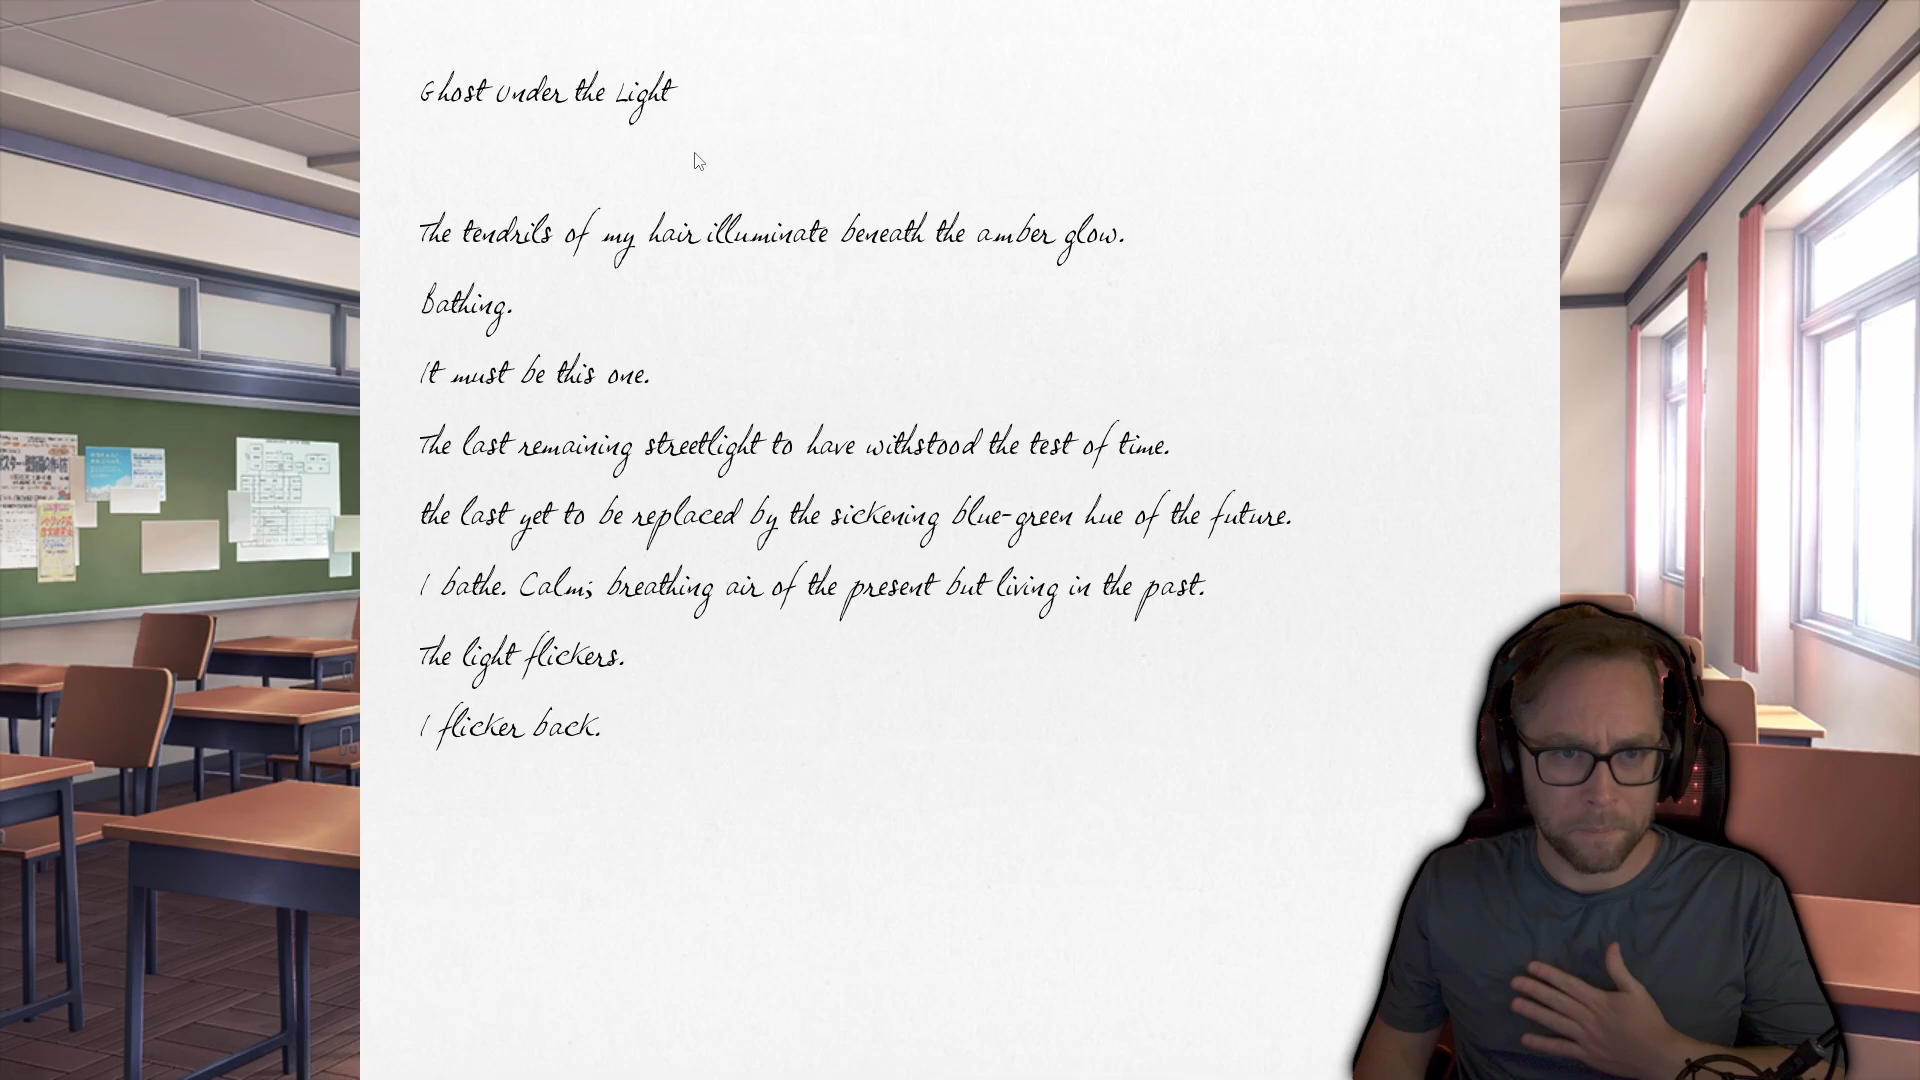 Ghost Under the Light
The tendrils of my hair illuminate beneath the amber glow.
Bathing.
It must be this one.
The last remaining streetlight to have withstood the test of time.
the last yet to be replaced by the sickening blue-green hue of the future.
I bathe. Calm; breathing air of the present but living in the past.
The light flickers.
I flicker back.